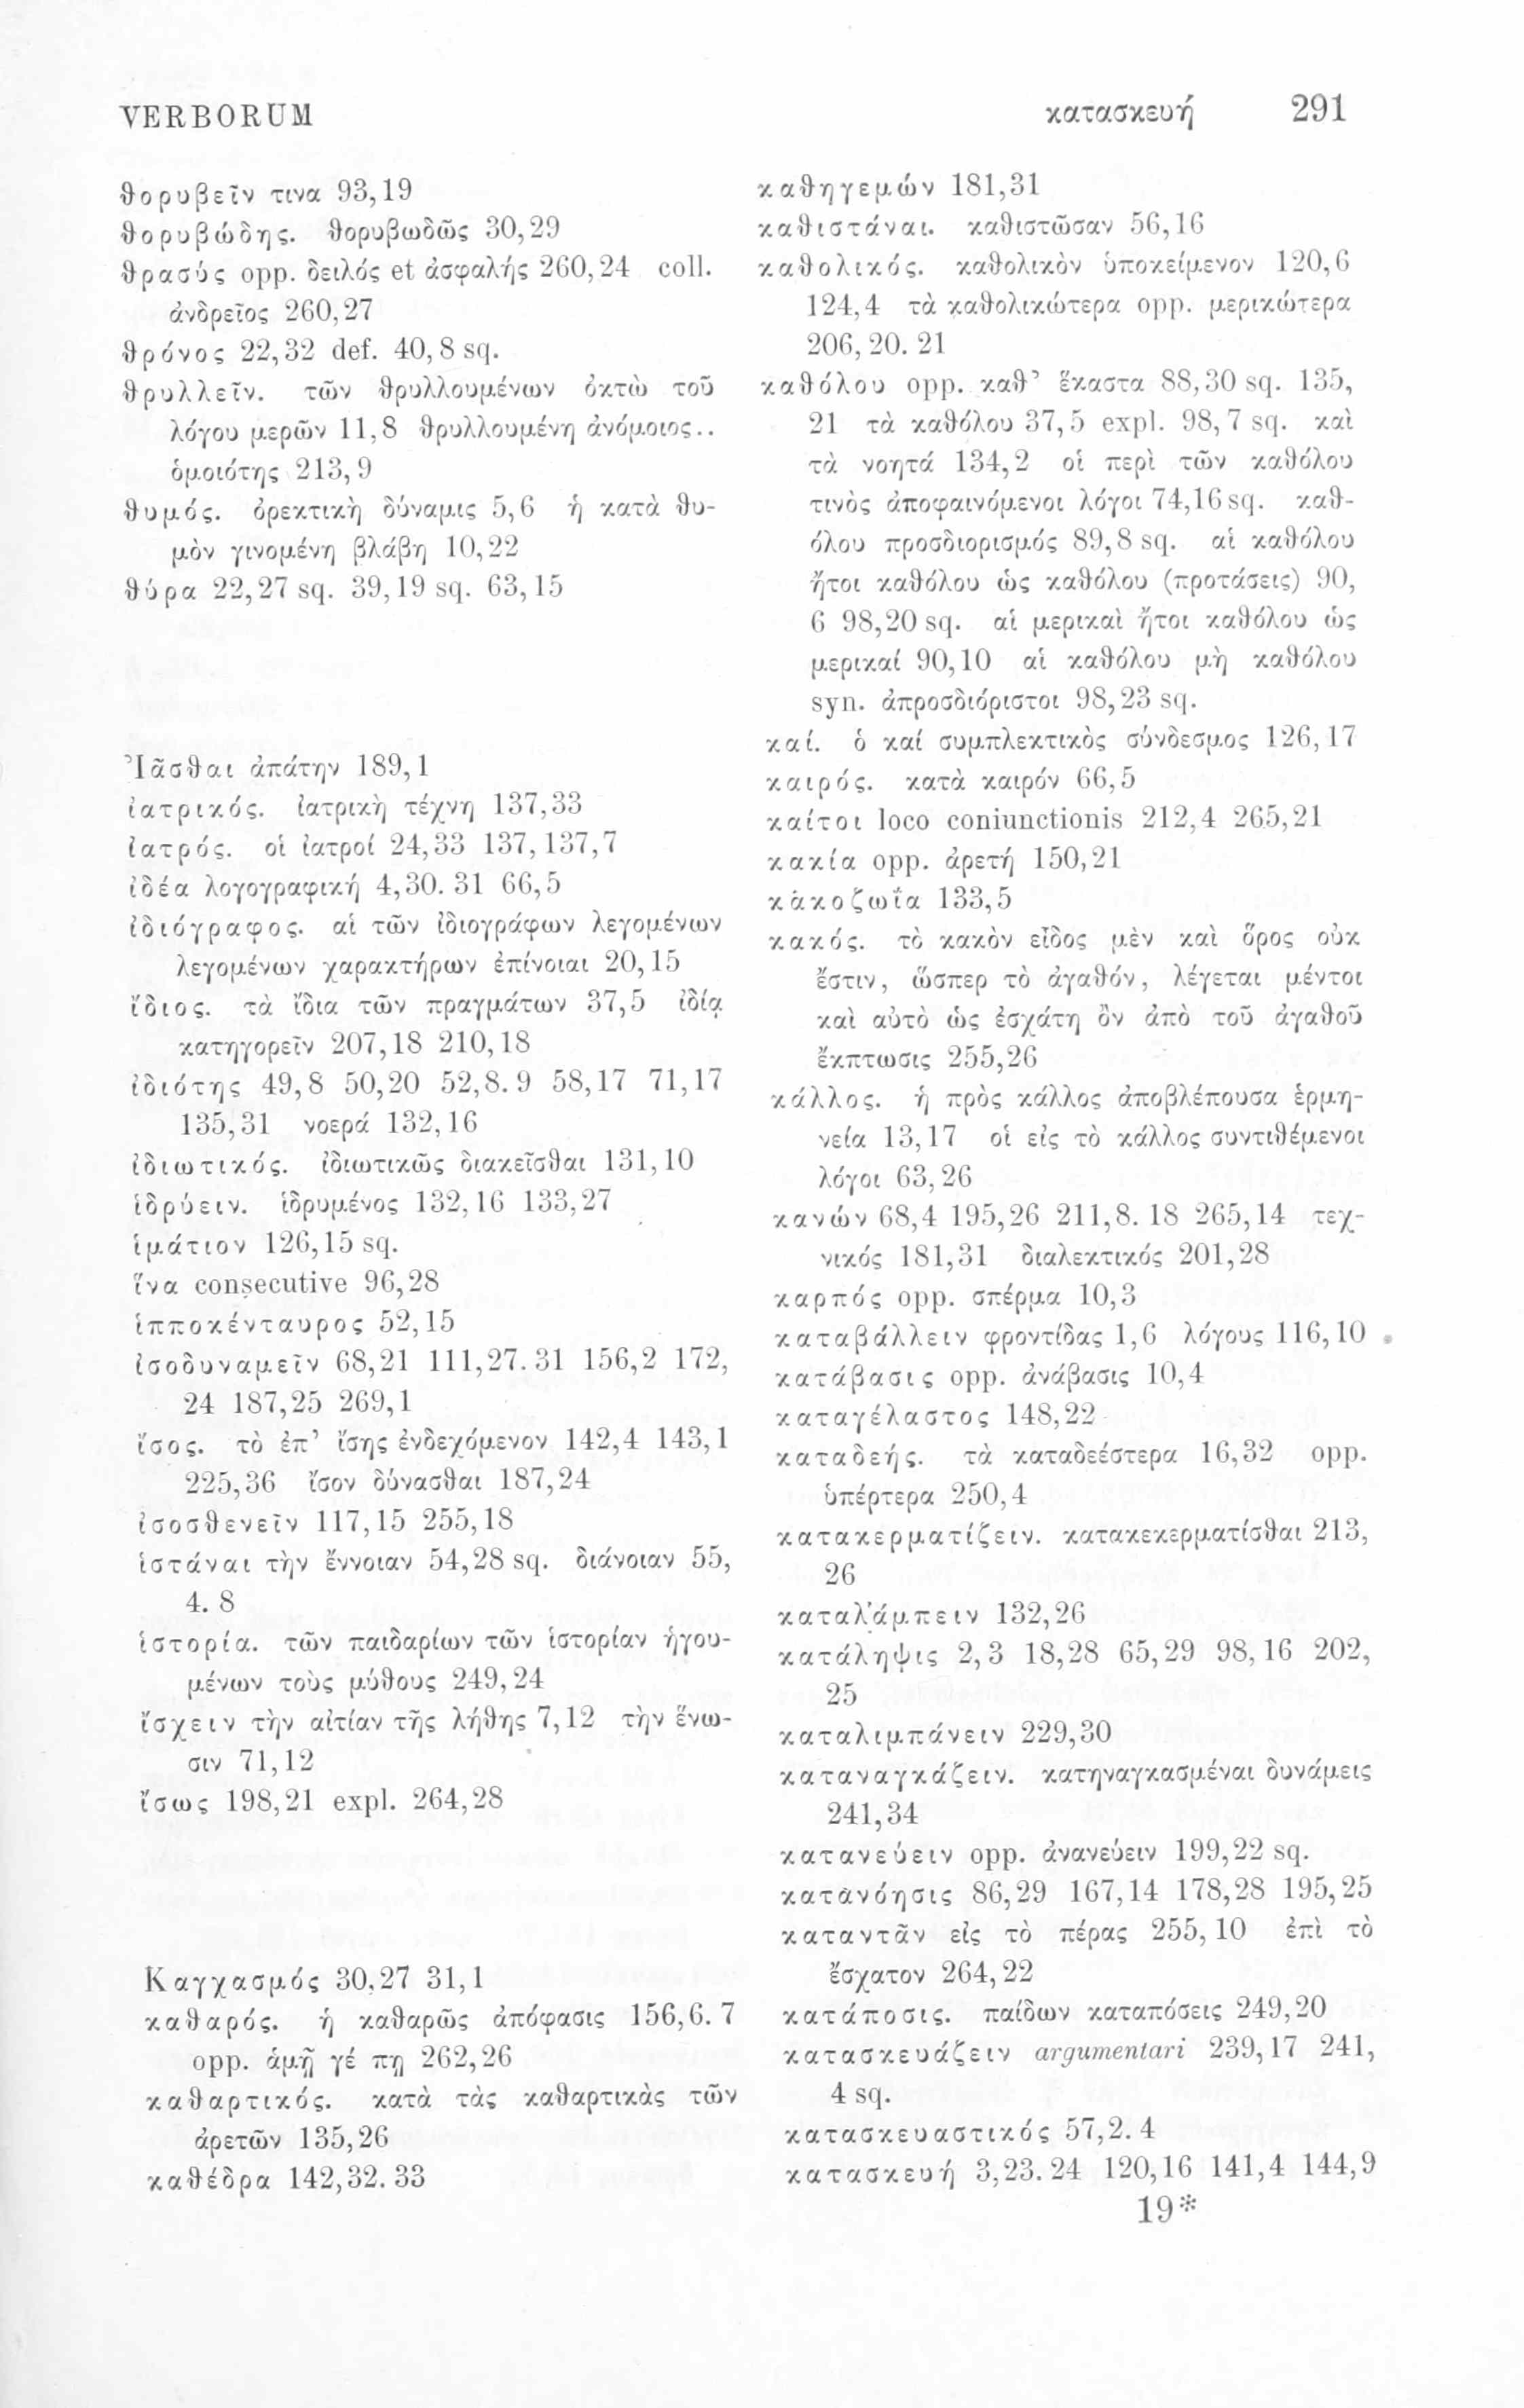 VERBORUM κατασκευή 291
θορυβεῖν τινα 93,19
θορυβώδης. θορυβωδῶς 30,29
θρασύς opp. δειλός et ἀσφαλής 260,24 coll.
ἀνδρεῖος 260,27
θρόνος 22,32 def. 40,8 sq.
θρυλλεῖν. τῶν θρυλλουμένων ὀκτὼ τοῦ
λόγου μερῶν 11,8 θρυλλουμένη ἀνόμοιος..
ὁμοιότης 213,9
θυμός. ὀρεκτικὴ δύναμις 5,6 ἡ κατὰ θυ-
μὸν γινομένη βλάβη 10,22
θύρα 22,27 sq. 39,19 sq. 63,15
Ἰᾶσθαι ἀπάτην 189,1
ἰατρικός. ἰατρικὴ τέχνη 137,33
ἰατρός. οἱ ἰατροί 24,33 137,137,7
ἰδέα λογογραφική 4,30. 31 66,5
ἰδιόγραφος. αἱ τῶν ἰδιογράφων λεγομένων
λεγομένων χαρακτήρων ἐπίνοιαι 20,15
ἴδιος. τὰ ἴδια τῶν πραγμάτων 37,5 ἰδίᾳ
κατηγορεῖν 207,18 210,18
ἰδιότης 49,8 50,20 52,8. 9 58,17 71,17
135,31 νοερά 132,16
ἰδιωτικός. ἰδιωτικῶς διακεῖσθαι 131,10
ἱδρύειν. ἱδρυμένος 132,16 133,27
ἱμάτιον 126,15 sq.
ἵνα consecutive 96,28
ἱπποκένταυρος 52,15
ἰσοδυναμεῖν 68,21 111,27. 31 156,2 172,
24 187,25 269,1
ἴσος. τὸ ἐπ’ ἴσης ἐνδεχόμενον 142,4 143,1
225,36 ἴσον δύνασθαι 187,24
ἰσοσθενεῖν 117,15 255,18
ἱστάναι τὴν ἔννοιαν 54,28 sq. διάνοιαν 55,
4. 8
ἱστορία. τῶν παιδαρίων τῶν ἱστορίαν ἡγου-
μένων τοὺς μύθους 249,24
ἴσχειν τὴν αἰτίαν τῆς λήθης 7,12 τὴν ἕνω-
σιν 71,12
ἴσως 198,21 expl. 264,28
Καγχασμός 30,27 31,1
καθαρός. ἡ καθαρῶς ἀπόφασις 156,6. 7
opp. ἁμῇ γέ πῃ 262,26
καθαρτικός. κατὰ τὰς καθαρτικὰς τῶν
ἀρετῶν 135,26
καθέδρα 142,32. 33
καθηγεμών 181,31
καθιστάναι. καθιστῶσαν 56,16
καθολικός. καθολικὸν ὑποκείμενον 120,6
124,4 τὰ καθολικώτερα opp. μερικώτερα
206,20. 21
καθόλου opp. καθ’ ἕκαστα 88,30 sq. 135,
21 τὰ καθόλου 37,5 expl. 98,7 sq. καὶ
τὰ νοητά 134,2 οἱ περὶ τῶν καθόλου
τινὸς ἀποφαινόμενοι λόγοι 74,16 sq. καθ-
όλου προσδιορισμός 89,8 sq. αἱ καθόλου
ἤτοι καθόλου ὡς καθόλου (προτάσεις) 90,
6 98,20 sq. αἱ μερικαὶ ἤτοι καθόλου ὡς
μερικαί 90,10 αἱ καθόλου μὴ καθόλου
syn. ἀπροσδιόριστοι 98,23 sq.
καί. ὁ καί συμπλεκτικὸς σύνδεσμος 126,17
καιρός. κατὰ καιρόν 66,5
καίτοι loco coniunctionis 212,4 265,21
κακία opp. ἀρετή 150,21
κακοζωΐα 133,5
κακός. τὸ κακὸν εἶδος μὲν καὶ ὅρος οὐκ
ἔστιν, ὥσπερ τὸ ἀγαθόν, λέγεται μέντοι
καὶ αὐτὸ ὡς ἐσχάτη ὂν ἀπὸ τοῦ ἀγαθοῦ
ἔκπτωσις 255,26
κάλλος. ἡ πρὸς κάλλος ἀποβλέπουσα ἑρμη-
νεία 13,17 οἱ εἰς τὸ κάλλος συντιθέμενοι
λόγοι 63,26
κανών 68,4 195,26 211,8. 18 265,14 τεχ-
νικός 181,31 διαλεκτικός 201,28
καρπός opp. σπέρμα 10,3
καταβάλλειν φροντίδας 1,6 λόγους 116,10
κατάβασις opp. ἀνάβασις 10,4
καταγέλαστος 148,22
καταδεής. τὰ καταδεέστερα 16,32 opp.
ὑπέρτερα 250,4
κατακερματίζειν. κατακεκερματίσθαι 213,
26
καταλάμπειν 132,26
κατάληψις 2,3 18,28 65,29 98,16 202,
25
καταλιμπάνειν 229,30
καταναγκάζειν. κατηναγκασμέναι δυνάμεις
241,34
κατανεύειν opp. ἀνανεύειν 199,22 sq.
κατανόησις 86,29 167,14 178,28 195,25
καταντᾶν εἰς τὸ πέρας 255,10 ἐπὶ τὸ
ἔσχατον 264,22
κατάποσις. παίδων καταπόσεις 249,20
κατασκευάζειν argumentari 239,17 241,
4 sq.
κατασκευαστικός 57,2. 4
κατασκευή 3,23. 24 120,16 141,4 144,9
19*